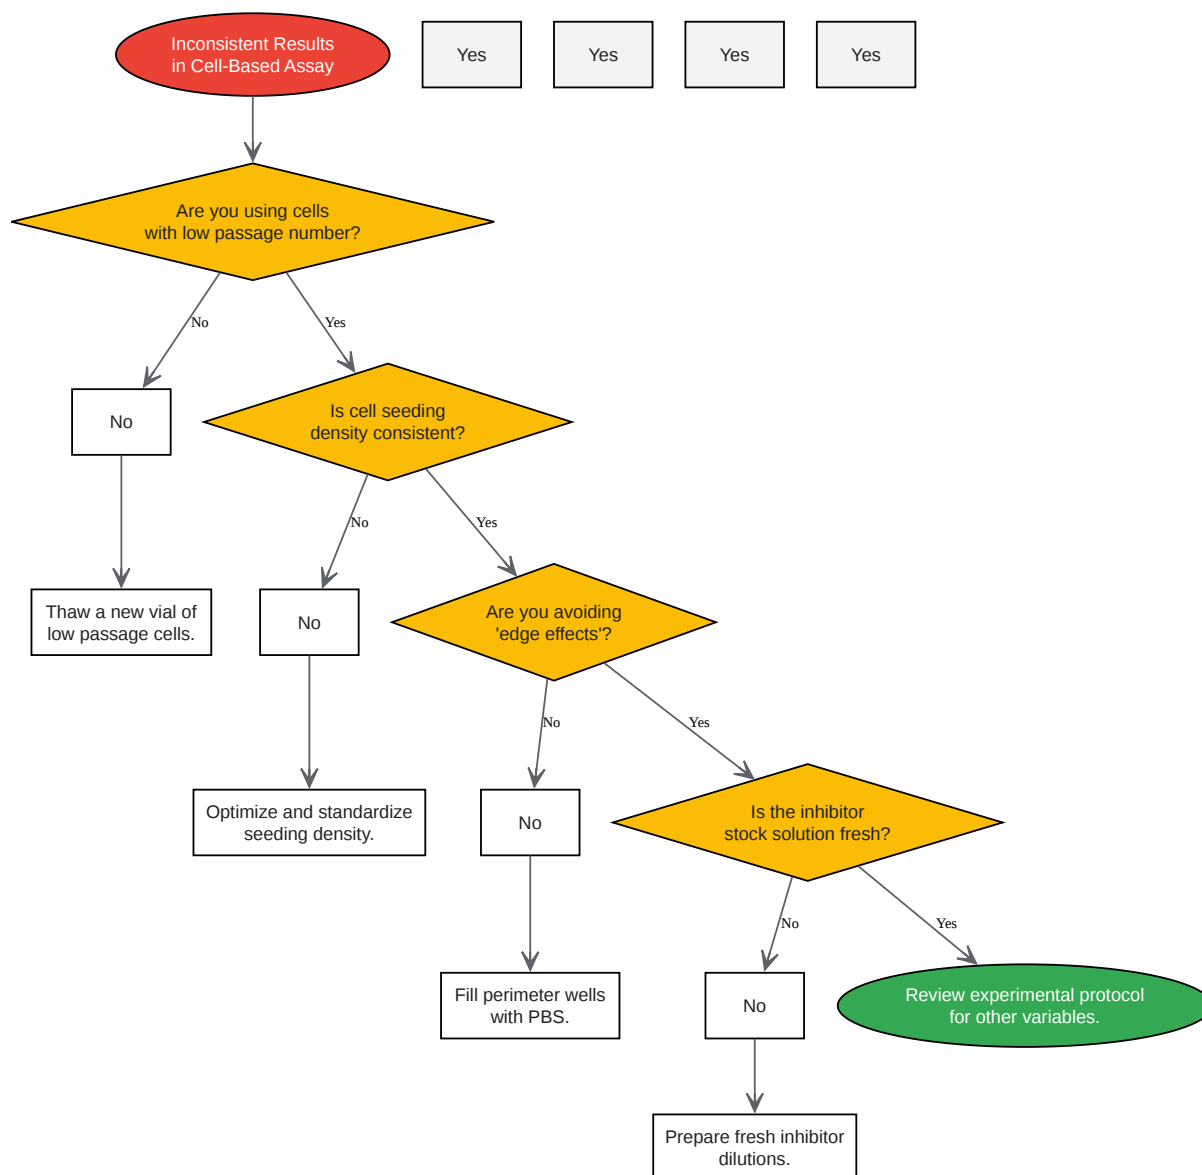 Inconsistent Results
in Cell-Based Assay
Yes
Yes
Yes
Yes
Are you using cells
with low passage number?
No
Yes
No
Is cell seeding
density consistent?
No
Yes
Thaw a new vial of
low passage cells.
No
Are you avoiding
'edge effects'?
No
Yes
Optimize and standardize
seeding density.
No
Is the inhibitor
stock solution fresh?
No
Yes
Fill perimeter wells
with PBS.
No
Review experimental protocol
for other variables.
Prepare fresh inhibitor
dilutions.